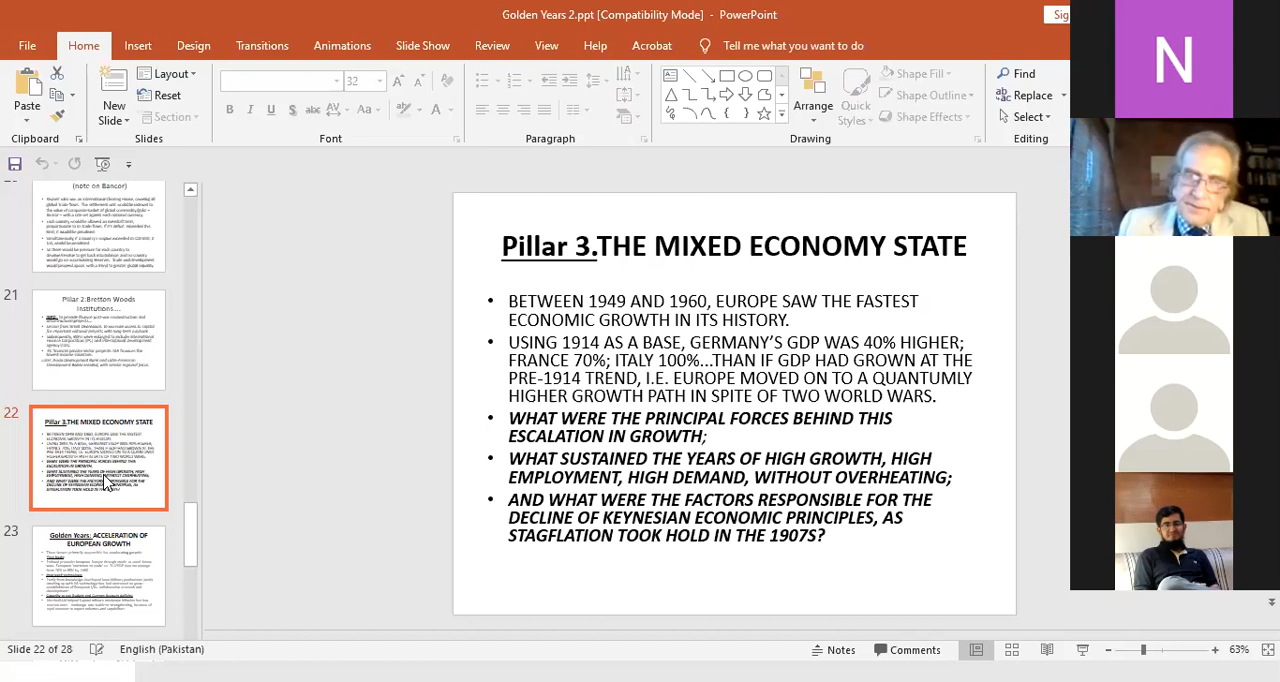 Golden Years 2.ppt [Compatibility Mode] - PowerPoint
Sig
File Home Insert Design Transitions Animations Slide Show Review View Help Acrobat Tell me what you want to do
Paste
Clipboard
New
Slide
Layout
Reset
Section
Slides
32
B I U S abc AV Aa A
Font
Paragraph
Arrange
Quick
Styles
Shape Fill
Shape Outline
Shape Effects
Drawing
Find
Replace
Select
Editing
N
(note on Bancor)
21
Pillar 2:Bretton Woods
Institutions...
22
Pillar 3.THE MIXED ECONOMY STATE
23
Golden Years: ACCELERATION OF
EUROPEAN GROWTH
Pillar 3.THE MIXED ECONOMY STATE
• BETWEEN 1949 AND 1960, EUROPE SAW THE FASTEST
ECONOMIC GROWTH IN ITS HISTORY.
• USING 1914 AS A BASE, GERMANY'S GDP WAS 40% HIGHER;
FRANCE 70%; ITALY 100%...THAN IF GDP HAD GROWN AT THE
PRE-1914 TREND, I.E. EUROPE MOVED ON TO A QUANTUMLY
HIGHER GROWTH PATH IN SPITE OF TWO WORLD WARS.
• WHAT WERE THE PRINCIPAL FORCES BEHIND THIS
ESCALATION IN GROWTH;
• WHAT SUSTAINED THE YEARS OF HIGH GROWTH, HIGH
EMPLOYMENT, HIGH DEMAND, WITHOUT OVERHEATING;
• AND WHAT WERE THE FACTORS RESPONSIBLE FOR THE
DECLINE OF KEYNESIAN ECONOMIC PRINCIPLES, AS
STAGFLATION TOOK HOLD IN THE 1907S?
Slide 22 of 28 English (Pakistan) Notes Comments 63%